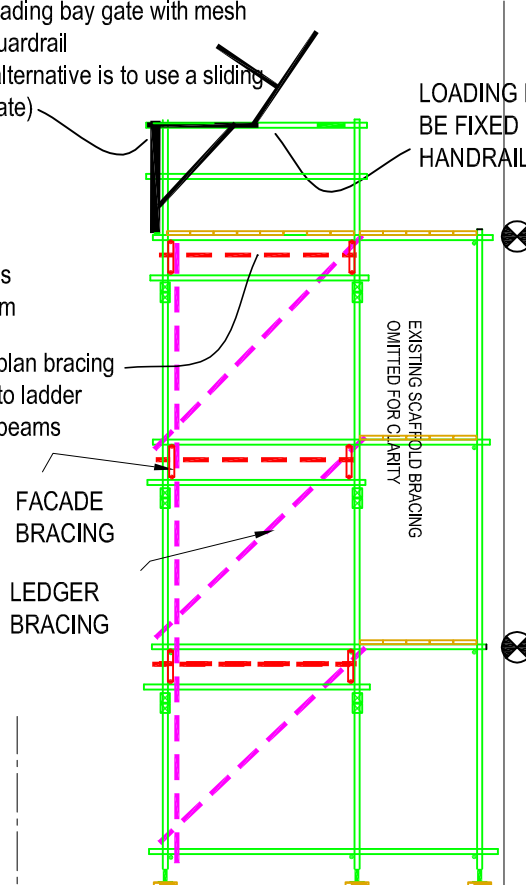 ading bay gate with mesh
uardrail
alternative is to use a sliding
ate)
LOADING
BE FIXED
HANDRAIL
s
m
plan bracing
to ladder
beams
EXISTING SCAFFOLD BRACING
OMITTED FOR CLARITY
FACADE
BRACING
LEDGER
BRACING